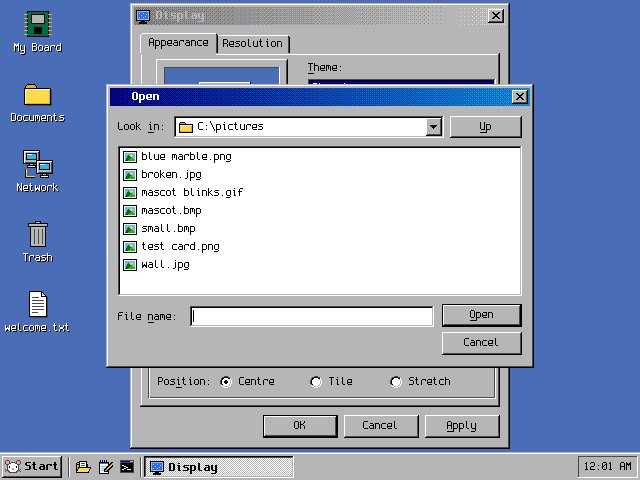 Display
My Board
Appearance
Resolution
Theme:
Open
Documents
Look in:
C:\pictures
Up
blue marble.png
broken.jpg
mascot blinks.gif
mascot.bmp
small.bmp
test card.png
wall.jpg
Network
Trash
File name:
Open
Cancel
welcome.txt
Position:
Centre
Tile
Stretch
OK
Cancel
Apply
Start
Display
12:01 AM